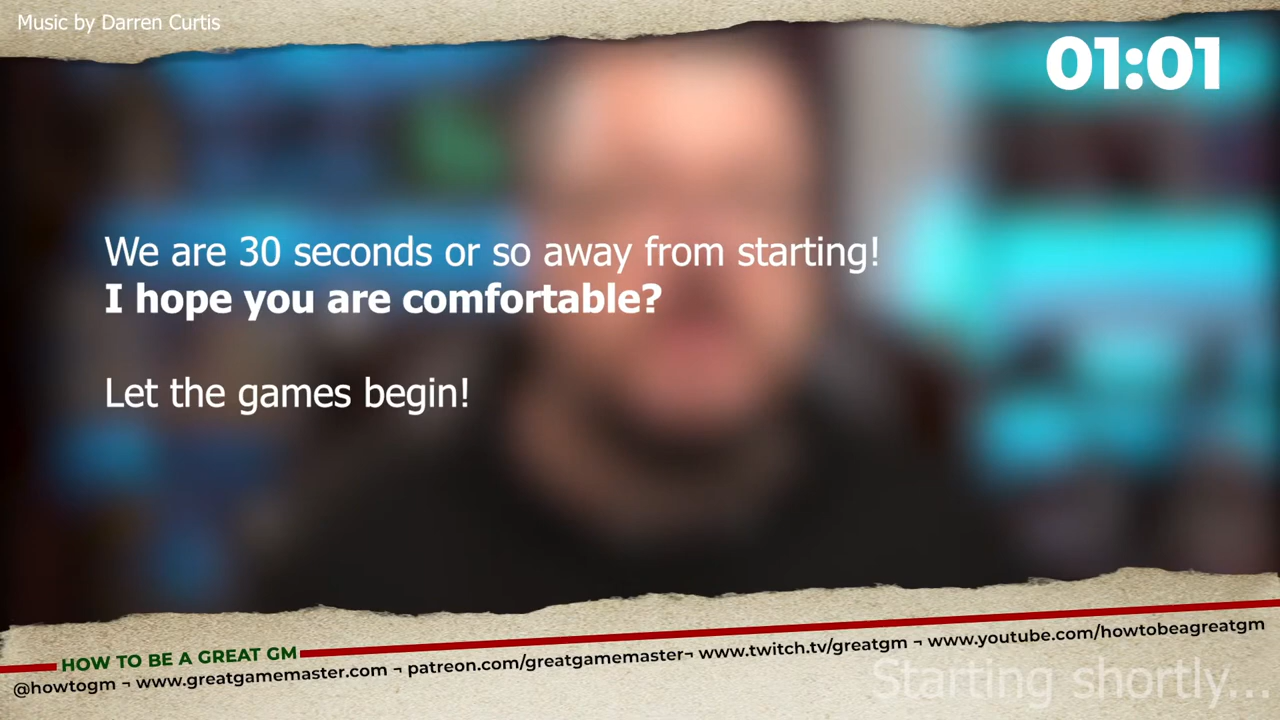 Music by Darren Curtis
01:01
We are 30 seconds or so away from starting!
I hope you are comfortable?
Let the games begin!
HOW TO BE A GREAT GM
@howtogm ¬ www.greatgamemaster.com ¬ patreon.com/greatgamemaster¬ www.twitch.tv/greatgm ¬ www.youtube.com/howtobeagreatgm
Starting shortly...